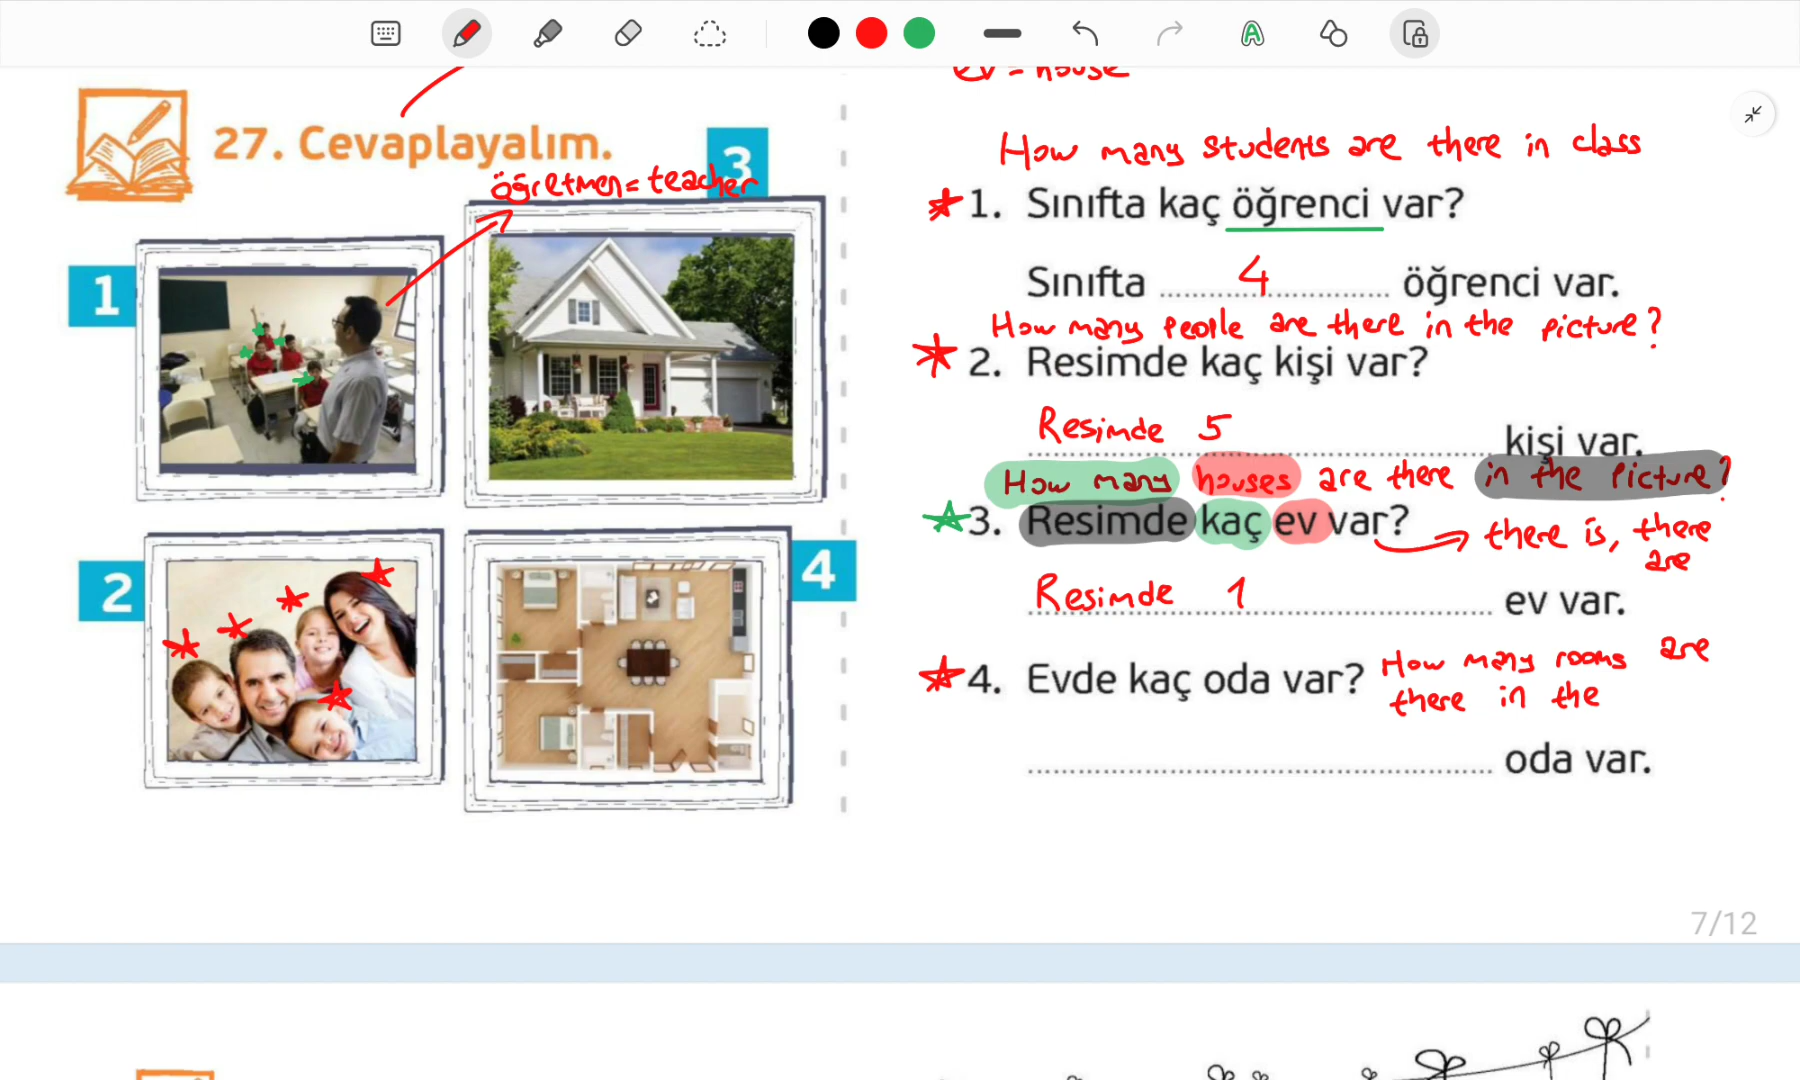 ev = house
27. Cevaplayalım.
öğretmen = teacher
1
2
3
4
How many students are there in class
1. Sınıfta kaç öğrenci var?
Sınıfta 4 öğrenci var.
How many people are there in the picture?
2. Resimde kaç kişi var?
Resimde 5 kişi var.
How many houses are there in the picture?
3. Resimde kaç ev var? there is, there
are
Resimde 1 ev var.
4. Evde kaç oda var? How many rooms are
there in the
oda var.
7/12